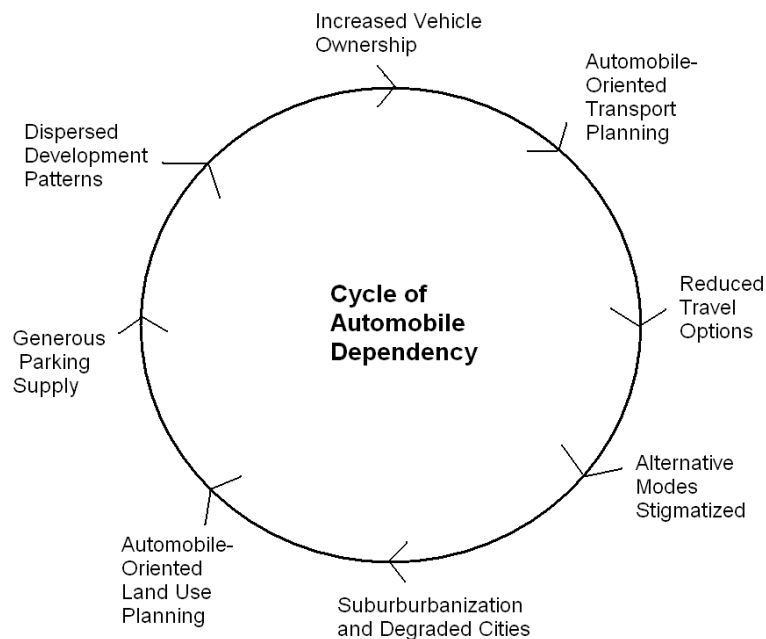 Increased Vehicle
Ownership
Automobile-
Oriented
Transport
Planning
Reduced
Travel
Options
Alternative
Modes
Stigmatized
Suburburbanization
and Degraded Cities
Automobile-
Oriented
Land Use
Planning
Generous
Parking
Supply
Dispersed
Development
Patterns
Cycle of
Automobile
Dependency